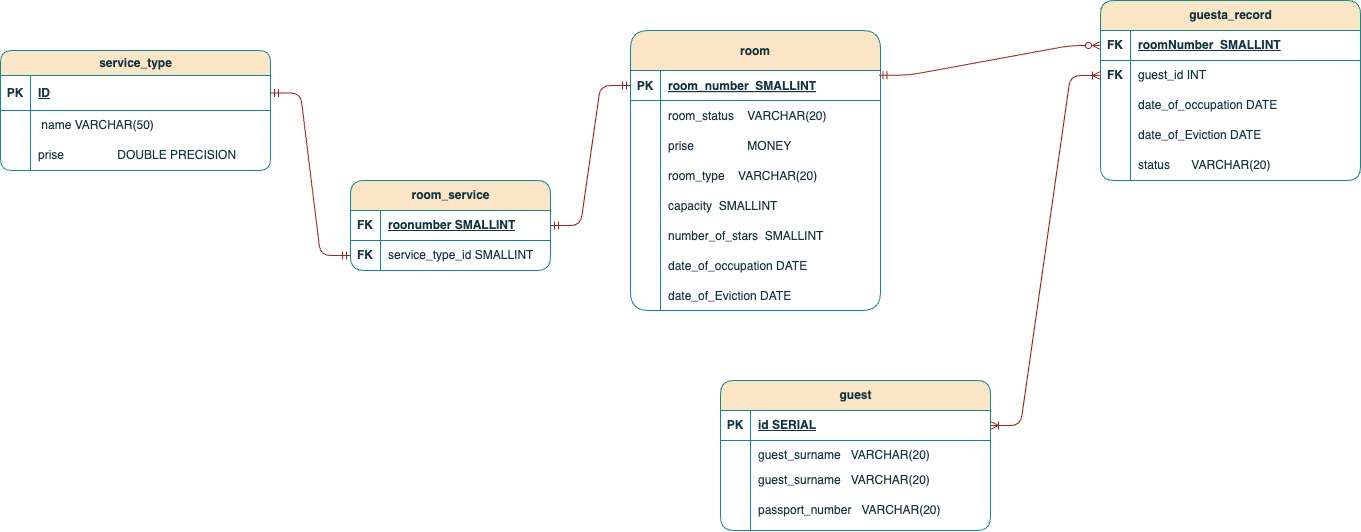 service_type
PK ID
name VARCHAR(50)
prise DOUBLE PRECISION
room_service
FK roonumber SMALLINT
FK service_type_id SMALLINT
room
PK room_number SMALLINT
room_status VARCHAR(20)
prise MONEY
room_type VARCHAR(20)
capacity SMALLINT
number_of_stars SMALLINT
date_of_occupation DATE
date_of_Eviction DATE
guesta_record
FK roomNumber SMALLINT
FK guest_id INT
date_of_occupation DATE
date_of_Eviction DATE
status VARCHAR(20)
guest
PK id SERIAL
guest_surname VARCHAR(20)
guest_surname VARCHAR(20)
passport_number VARCHAR(20)